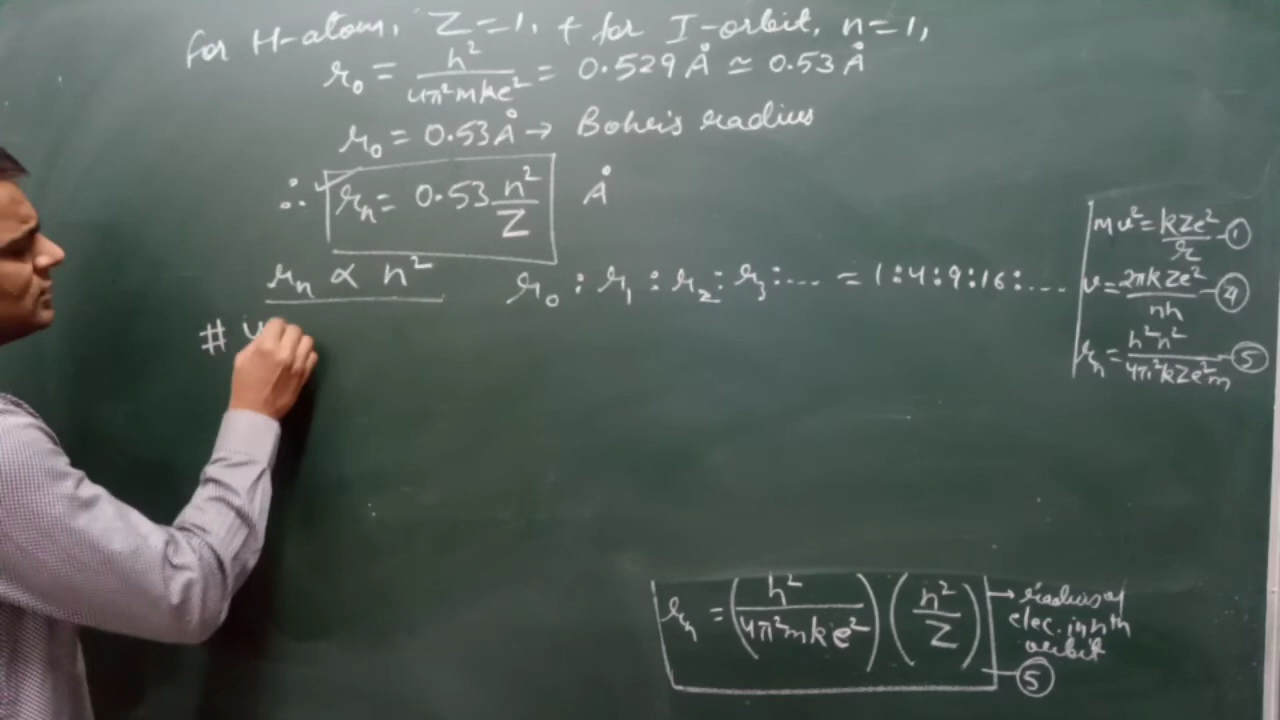 for H-atom, Z=1, + for I-orbit, n=1,
r₀ = h²/4π²mke² = 0.529 Å ≃ 0.53 Å
r₀ = 0.53 Å → Bohr's radius
∴ rₙ = 0.53 n²/Z Å
rₙ ∝ n² r₀ : r₁ : r₂ : r₃ : .... = 1:4:9:16: ....
#
mv² = kZe²/r —①
v = 2πkZe²/nh —④
rₙ = h²n²/4π²kZe²m —⑤
rₙ = (h²/4π²mke²) (n²/Z) → radius of
elec. in nth
orbit
—⑤